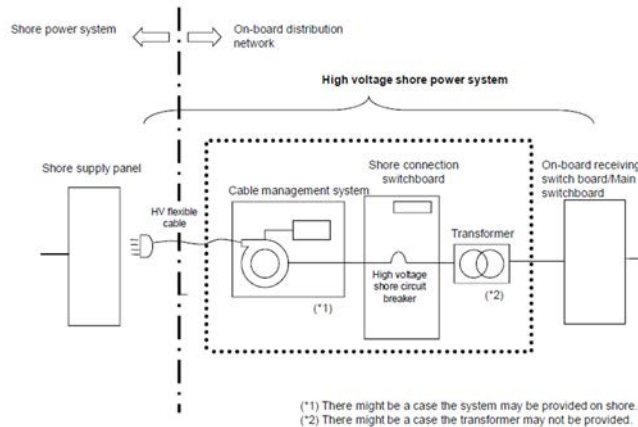 Shore power system
On-board distribution
network
High voltage shore power system
Shore supply panel
HV flexible
cable
Cable management system
Shore connection
switchboard
High voltage
shore circuit
breaker
Transformer
On-board receiving
switch board/Main
switchboard
(*1)
(*2)
(*1) There might be a case the system may be provided on shore.
(*2) There might be a case the transformer may not be provided.